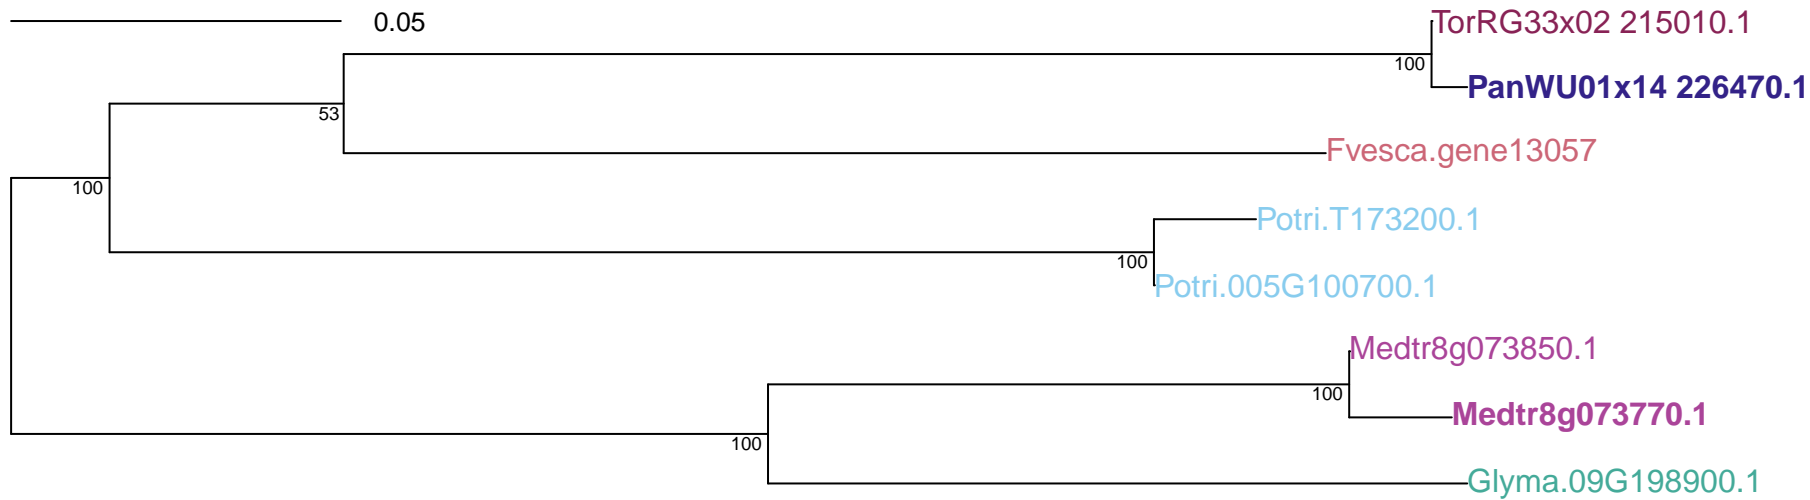 0.05
TorRG33x02 215010.1
100
PanWU01x14 226470.1
53
Fvesca.gene13057
100
Potri.T173200.1
100
Potri.005G100700.1
Medtr8g073850.1
100
Medtr8g073770.1
100
Glyma.09G198900.1